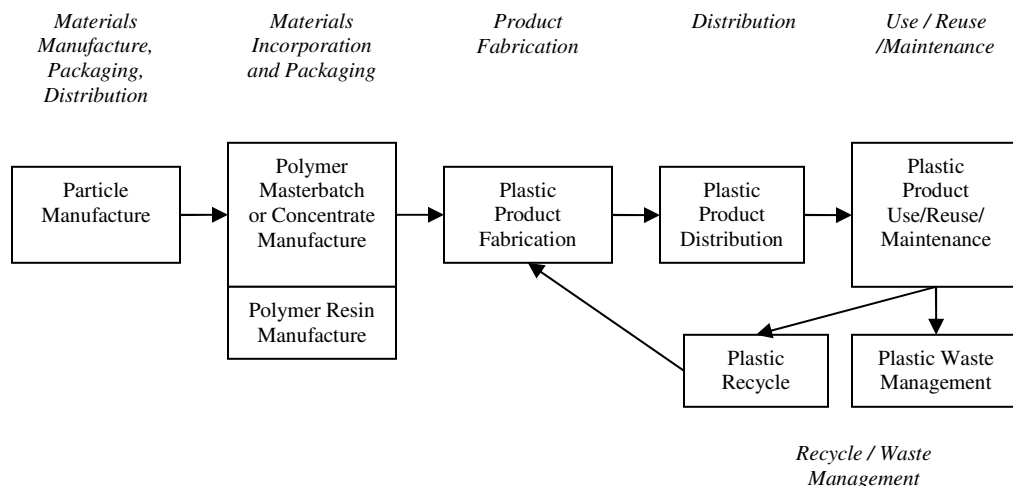 Materials
Manufacture,
Packaging,
Distribution
Materials
Incorporation
and Packaging
Product
Fabrication
Distribution
Use / Reuse
/Maintenance
Particle
Manufacture
Polymer
Masterbatch
or Concentrate
Manufacture
Polymer Resin
Manufacture
Plastic
Product
Fabrication
Plastic
Product
Distribution
Plastic
Product
Use/Reuse/
Maintenance
Plastic
Recycle
Plastic Waste
Management
Recycle / Waste
Management